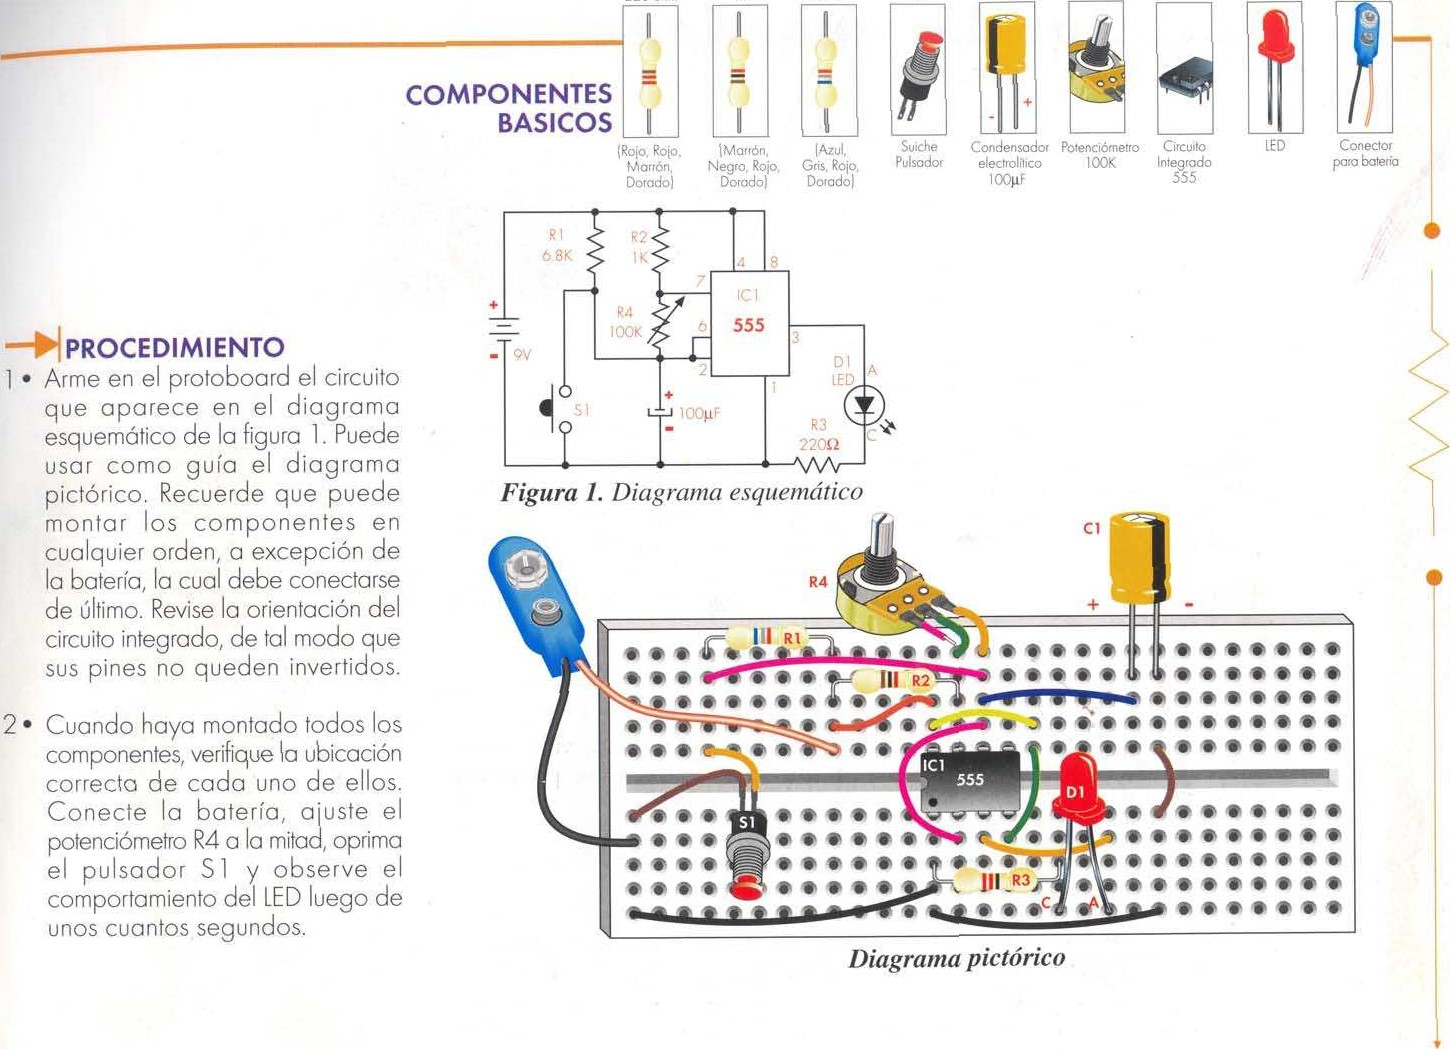 COMPONENTES
BASICOS
(Rojo, Rojo,
Marrón,
Dorado)
(Marrón,
Negro, Rojo,
Dorado)
(Azul,
Gris, Rojo,
Dorado)
Suiche
Pulsador
- +
Condensador
electrolítico
100µF
Potenciómetro
100K
Circuito
Integrado
555
LED
Conector
para batería
R1
6.8K
R2
1K
4 8
7
IC1
555
R4
100K
6
2
3
1
+
-
9V
S1
+
100µF
-
D1
LED
A
C
R3
220Ω
Figura 1. Diagrama esquemático
PROCEDIMIENTO
1• Arme en el protoboard el circuito
que aparece en el diagrama
esquemático de la figura 1. Puede
usar como guía el diagrama
pictórico. Recuerde que puede
montar los componentes en
cualquier orden, a excepción de
la batería, la cual debe conectarse
de último. Revise la orientación del
circuito integrado, de tal modo que
sus pines no queden invertidos.
2• Cuando haya montado todos los
componentes, verifique la ubicación
correcta de cada uno de ellos.
Conecte la batería, ajuste el
potenciómetro R4 a la mitad, oprima
el pulsador S1 y observe el
comportamiento del LED luego de
unos cuantos segundos.
C1
R4
+ -
R1
R2
IC1
555
D1
S1
R3
C A
Diagrama pictórico